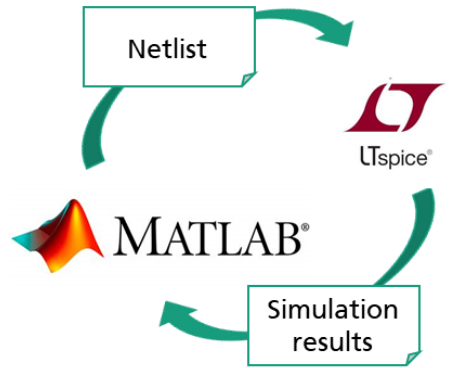 Netlist
LTspice®
MATLAB®
Simulation
results